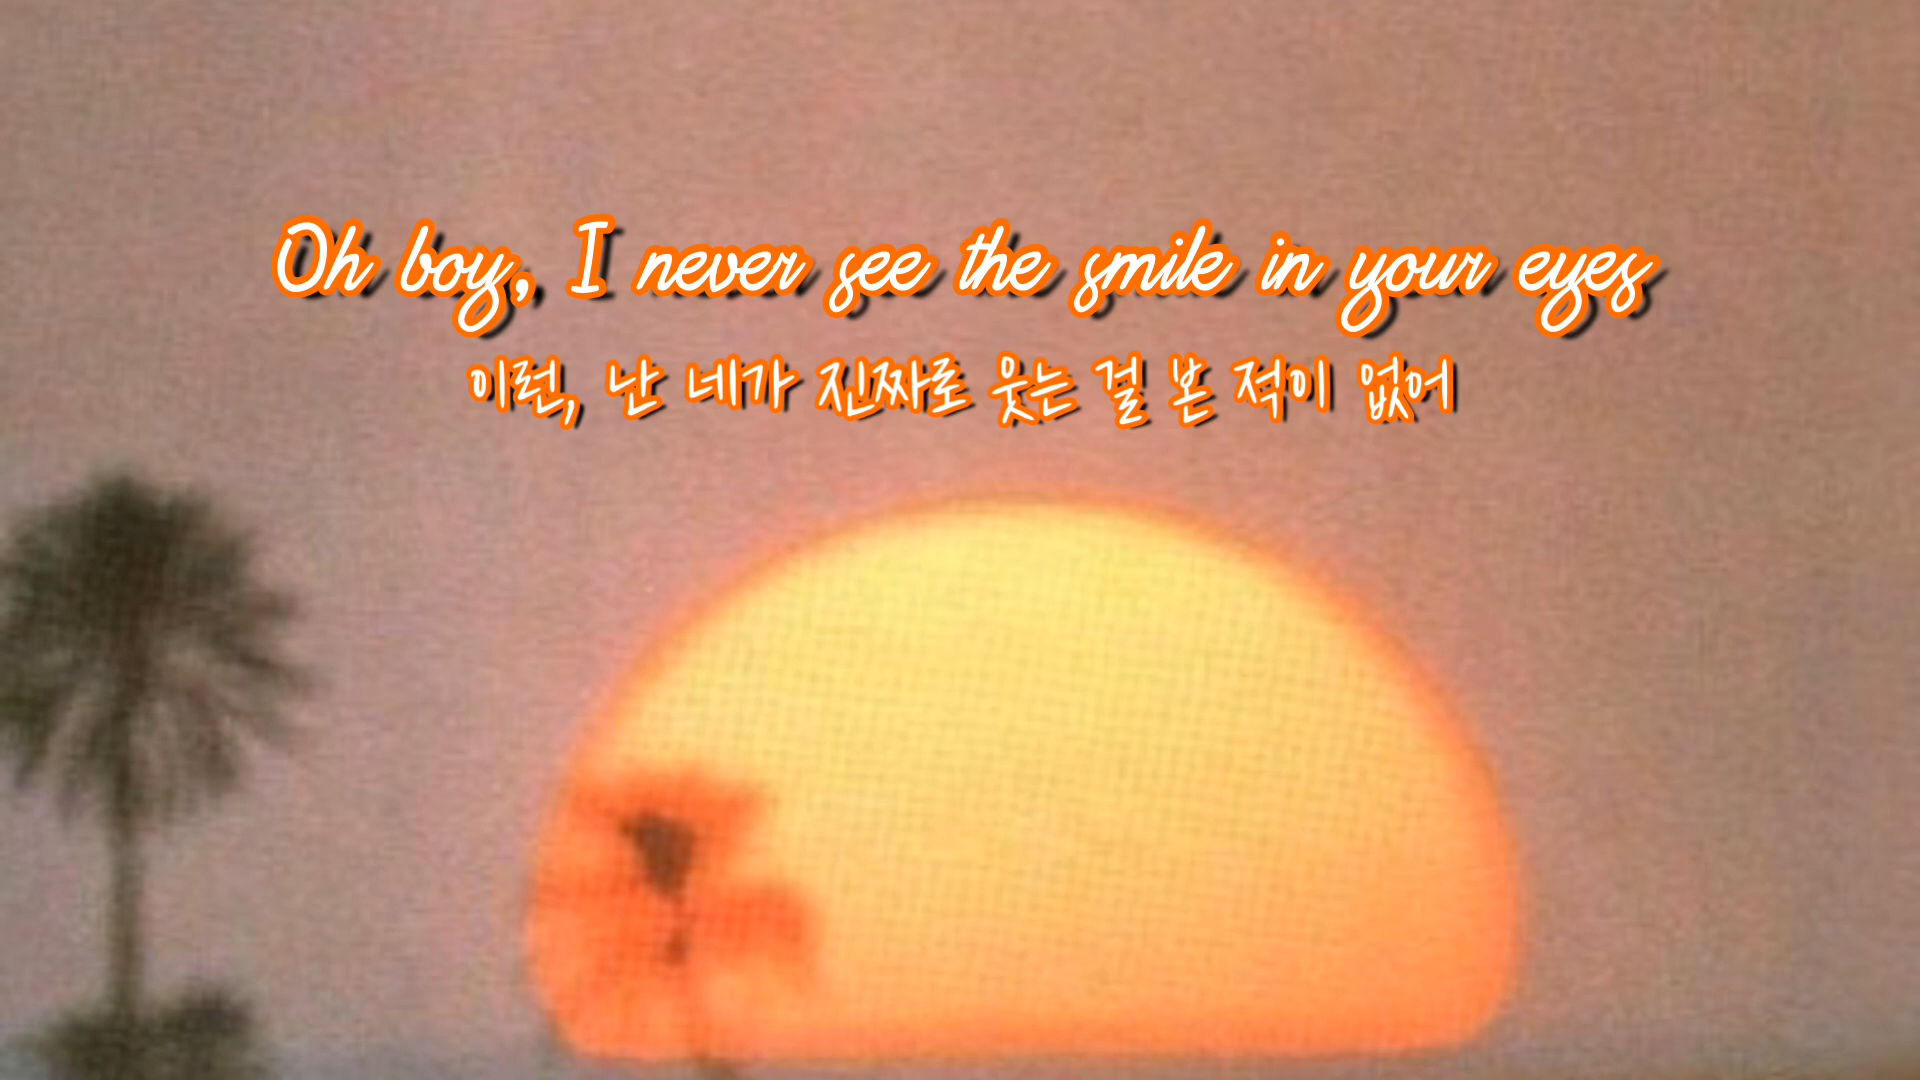 Oh boy, I never see the smile in your eyes
이런, 난 네가 진짜로 웃는 걸 본 적이 없어